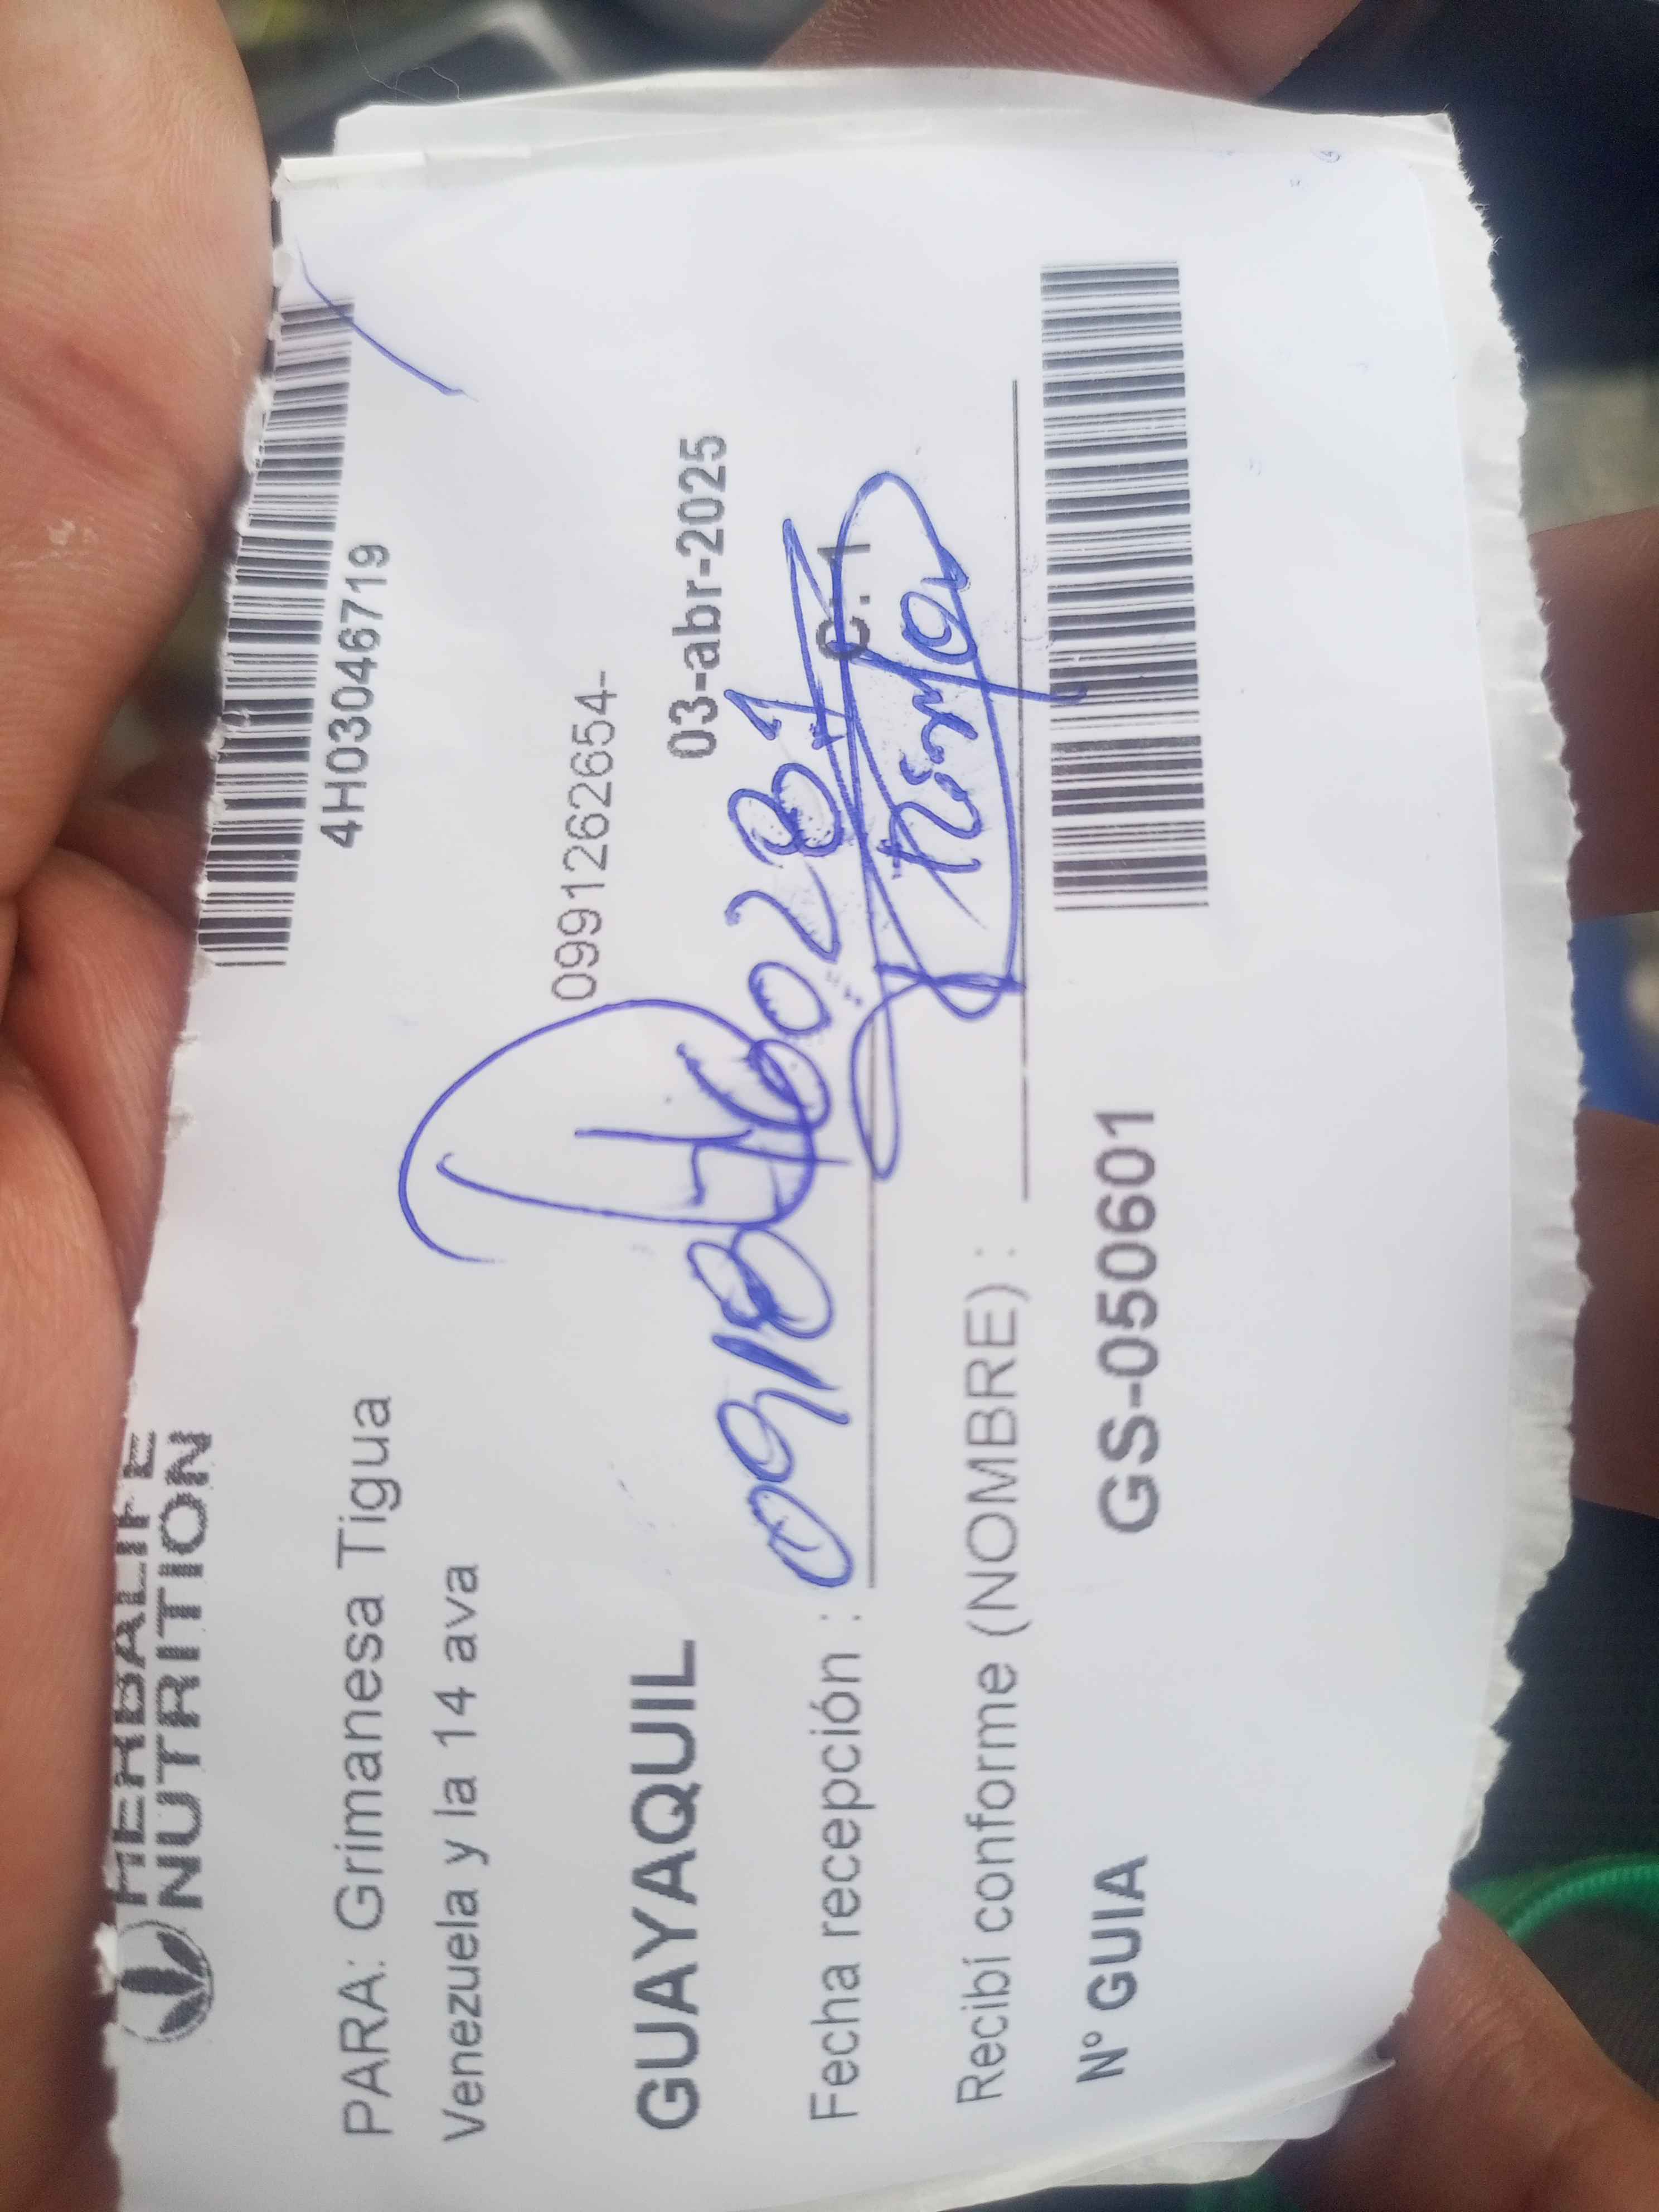 HERBALIFE
NUTRITION
4H03046719
PARA: Grimanesa Tigua
Venezuela y la 14 ava
0991262654-
GUAYAQUIL
03-abr-2025
Fecha recepción :
C: 1
Recibí conforme (NOMBRE) :
Nº GUIA GS-050601